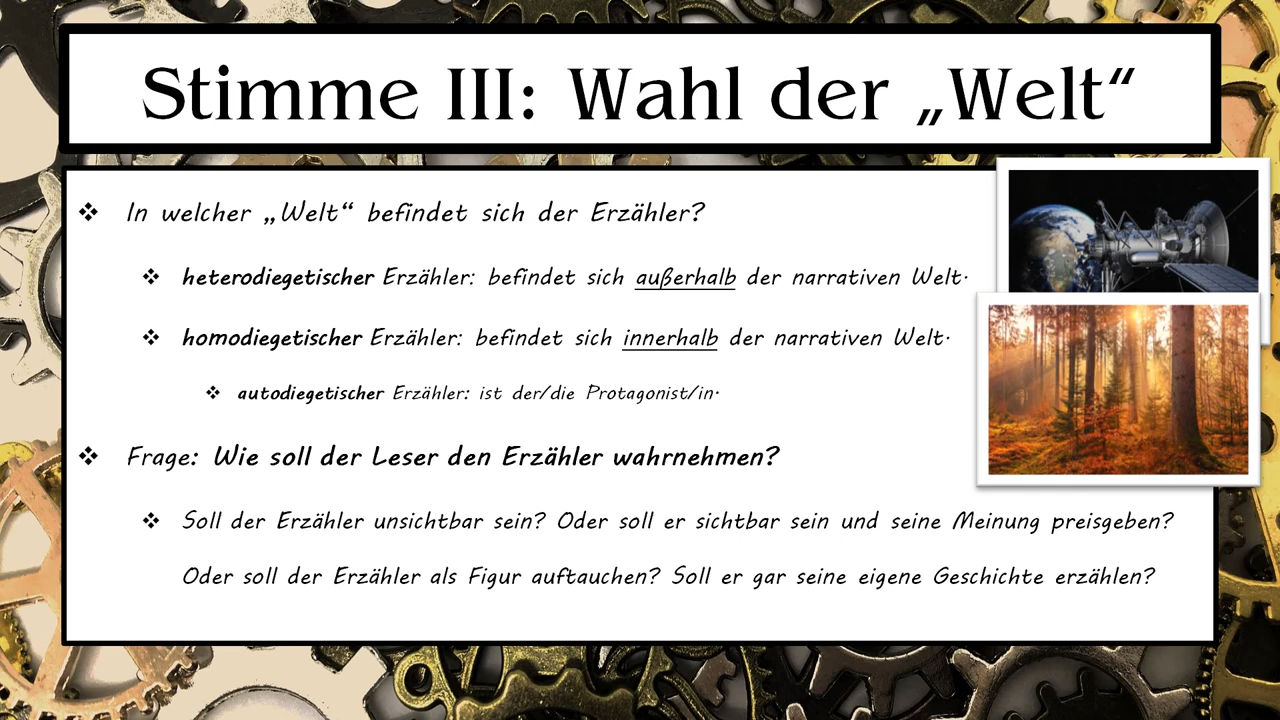 Stimme III: Wahl der „Welt“
❖ In welcher „Welt“ befindet sich der Erzähler?
❖ heterodiegetischer Erzähler: befindet sich außerhalb der narrativen Welt.
❖ homodiegetischer Erzähler: befindet sich innerhalb der narrativen Welt.
❖ autodiegetischer Erzähler: ist der/die Protagonist/in.
❖ Frage: Wie soll der Leser den Erzähler wahrnehmen?
❖ Soll der Erzähler unsichtbar sein? Oder soll er sichtbar sein und seine Meinung preisgeben?
Oder soll der Erzähler als Figur auftauchen? Soll er gar seine eigene Geschichte erzählen?